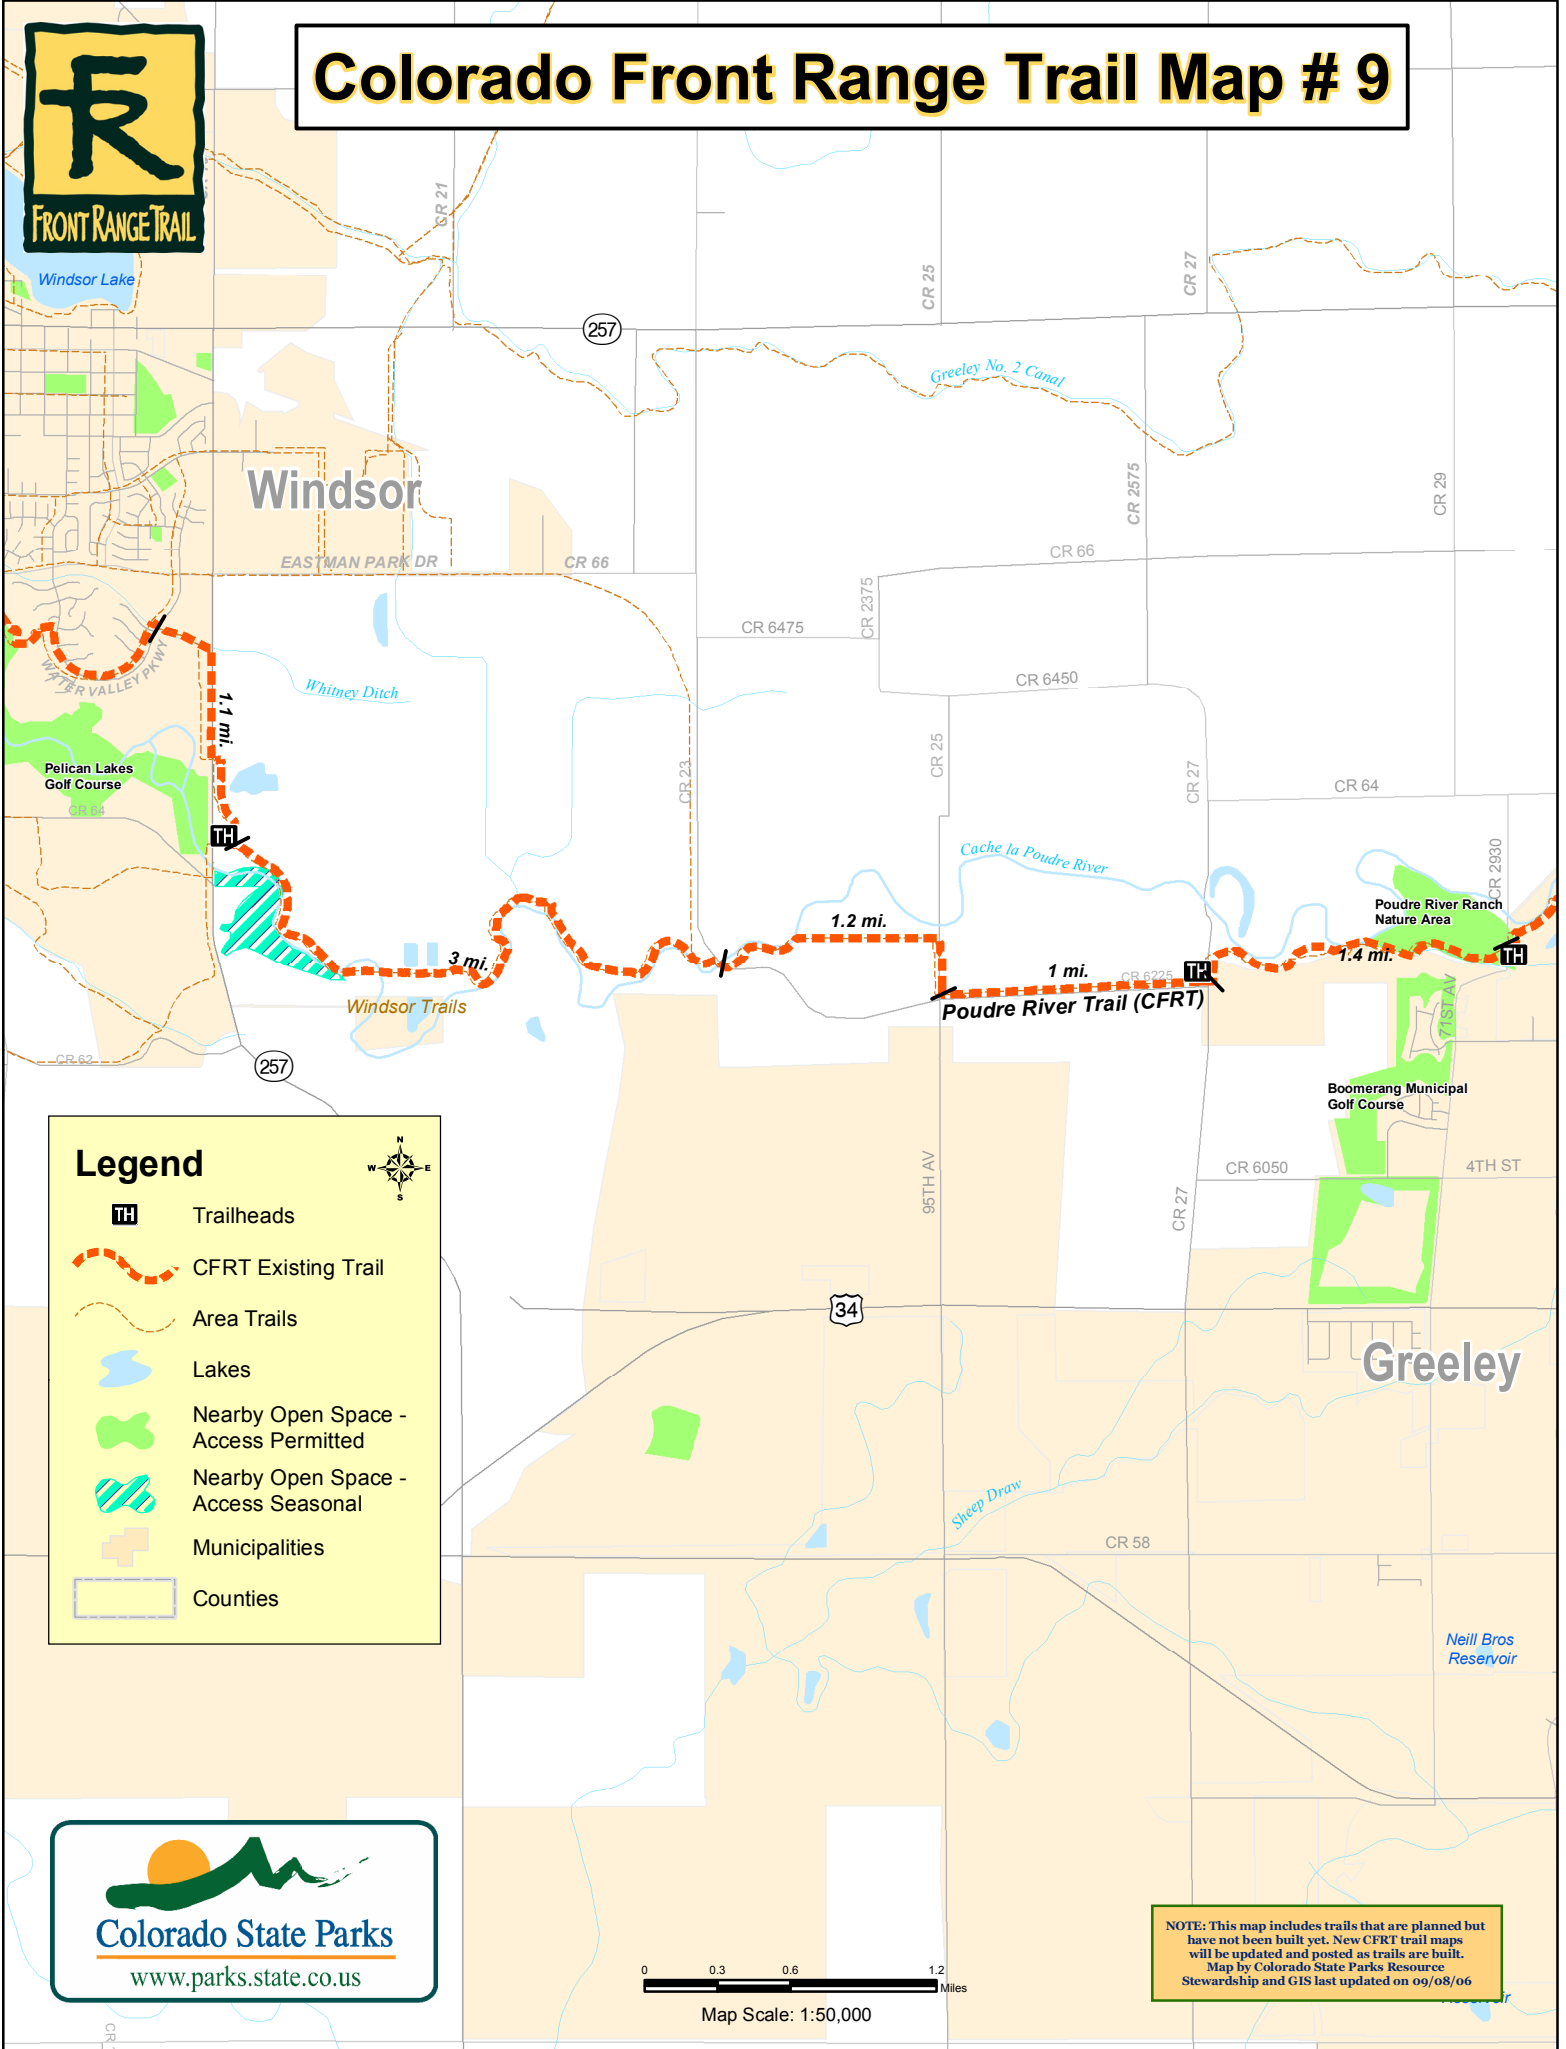 Colorado Front Range Trail Map # 9
FRONT RANGE TRAIL
Windsor Lake
CR 21
CR 25
CR 27
257
Greeley No. 2 Canal
Windsor
CR 2575
CR 29
EASTMAN PARK DR
CR 66
CR 66
CR 2375
CR 6475
WATER VALLEY PKWY
Whitney Ditch
CR 6450
1.1 mi.
CR 23
CR 25
CR 27
Pelican Lakes
Golf Course
CR 64
CR 64
TH
Cache la Poudre River
CR 2930
Poudre River Ranch
Nature Area
1.2 mi.
3 mi.
1 mi.
CR 6225
TH
1.4 mi.
TH
Windsor Trails
Poudre River Trail (CFRT)
71ST AV
CR 62
257
Boomerang Municipal
Golf Course
95TH AV
CR 27
CR 6050
4TH ST
Legend
N
W
E
S
TH
Trailheads
CFRT Existing Trail
Area Trails
Lakes
Nearby Open Space -
Access Permitted
Nearby Open Space -
Access Seasonal
Municipalities
Counties
34
Greeley
Sheep Draw
CR 58
Neill Bros
Reservoir
Colorado State Parks
www.parks.state.co.us
0
0.3
0.6
1.2
Miles
Map Scale: 1:50,000
NOTE: This map includes trails that are planned but
have not been built yet. New CFRT trail maps
will be updated and posted as trails are built.
Map by Colorado State Parks Resource
Stewardship and GIS last updated on 09/08/06
CR